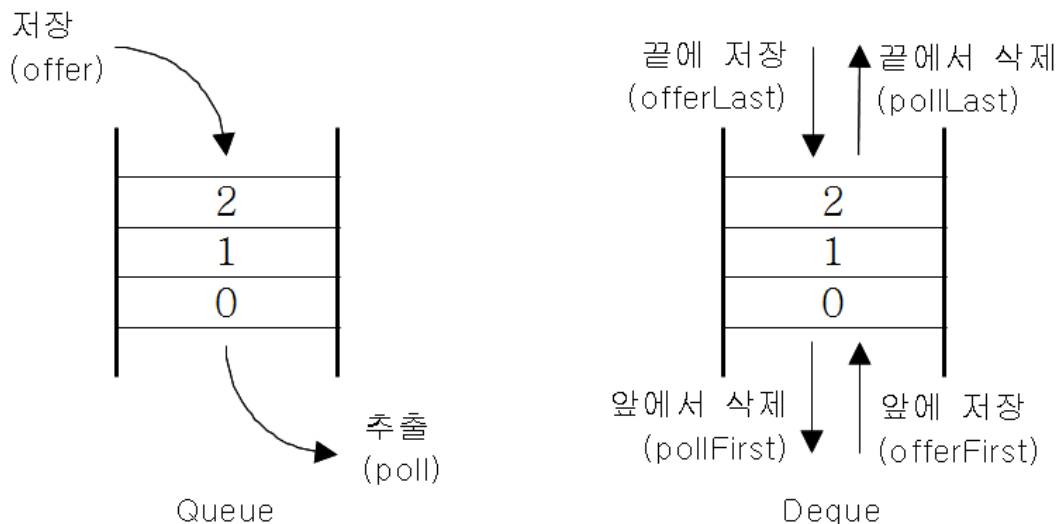 저장
(offer)
2
1
0
추출
(poll)
Queue
끝에 저장
(offerLast)
끝에서 삭제
(pollLast)
2
1
0
앞에서 삭제
(pollFirst)
앞에 저장
(offerFirst)
Deque